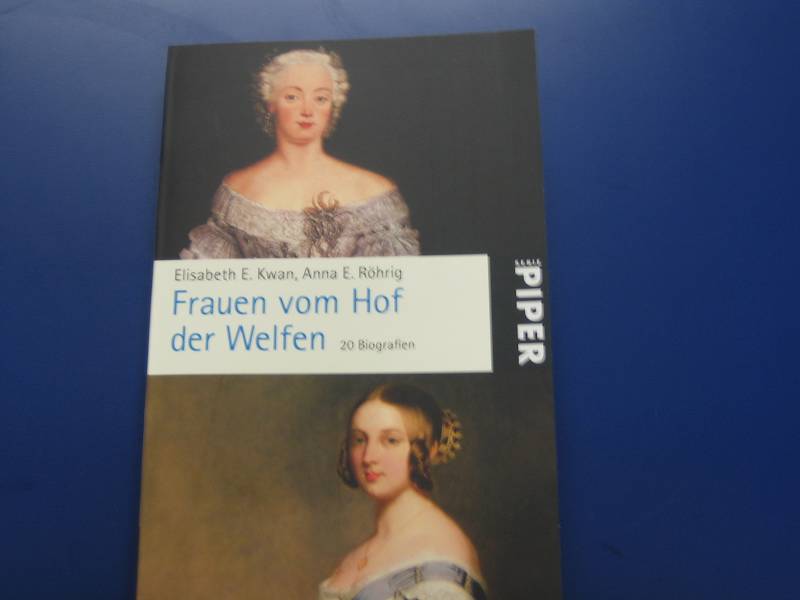 Elisabeth E. Kwan, Anna E. Röhrig
Frauen vom Hof
der Welfen 20 Biografien
SERIE
PIPER